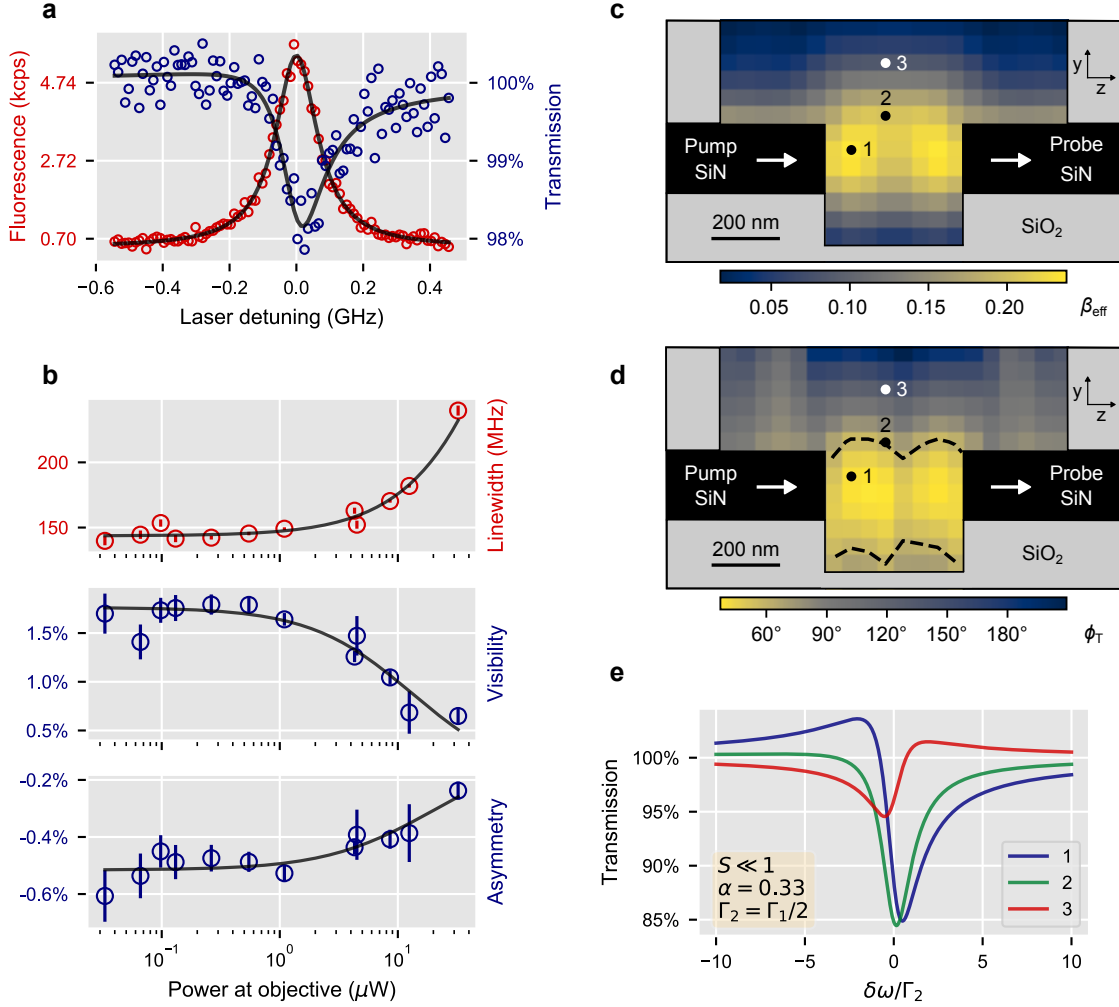 a
Fluorescence (kcps)
4.74
2.72
0.70
100%
99%
98%
Transmission
−0.6 −0.4 −0.2 0.0 0.2 0.4
Laser detuning (GHz)
b
200
150
Linewidth (MHz)
1.5%
1.0%
0.5%
Visibility
-0.2%
-0.4%
-0.6%
Asymmetry
10⁻¹ 10⁰ 10¹
Power at objective (μW)
c
3
2
1
y
z
Pump
SiN
Probe
SiN
200 nm
SiO₂
0.05 0.10 0.15 0.20 β_eff
d
3
2
1
y
z
Pump
SiN
Probe
SiN
200 nm
SiO₂
60° 90° 120° 150° 180° ϕ_T
e
Transmission
100%
95%
90%
85%
S ≪ 1
α = 0.33
Γ₂ = Γ₁/2
1
2
3
−10 −5 0 5 10
δω/Γ₂